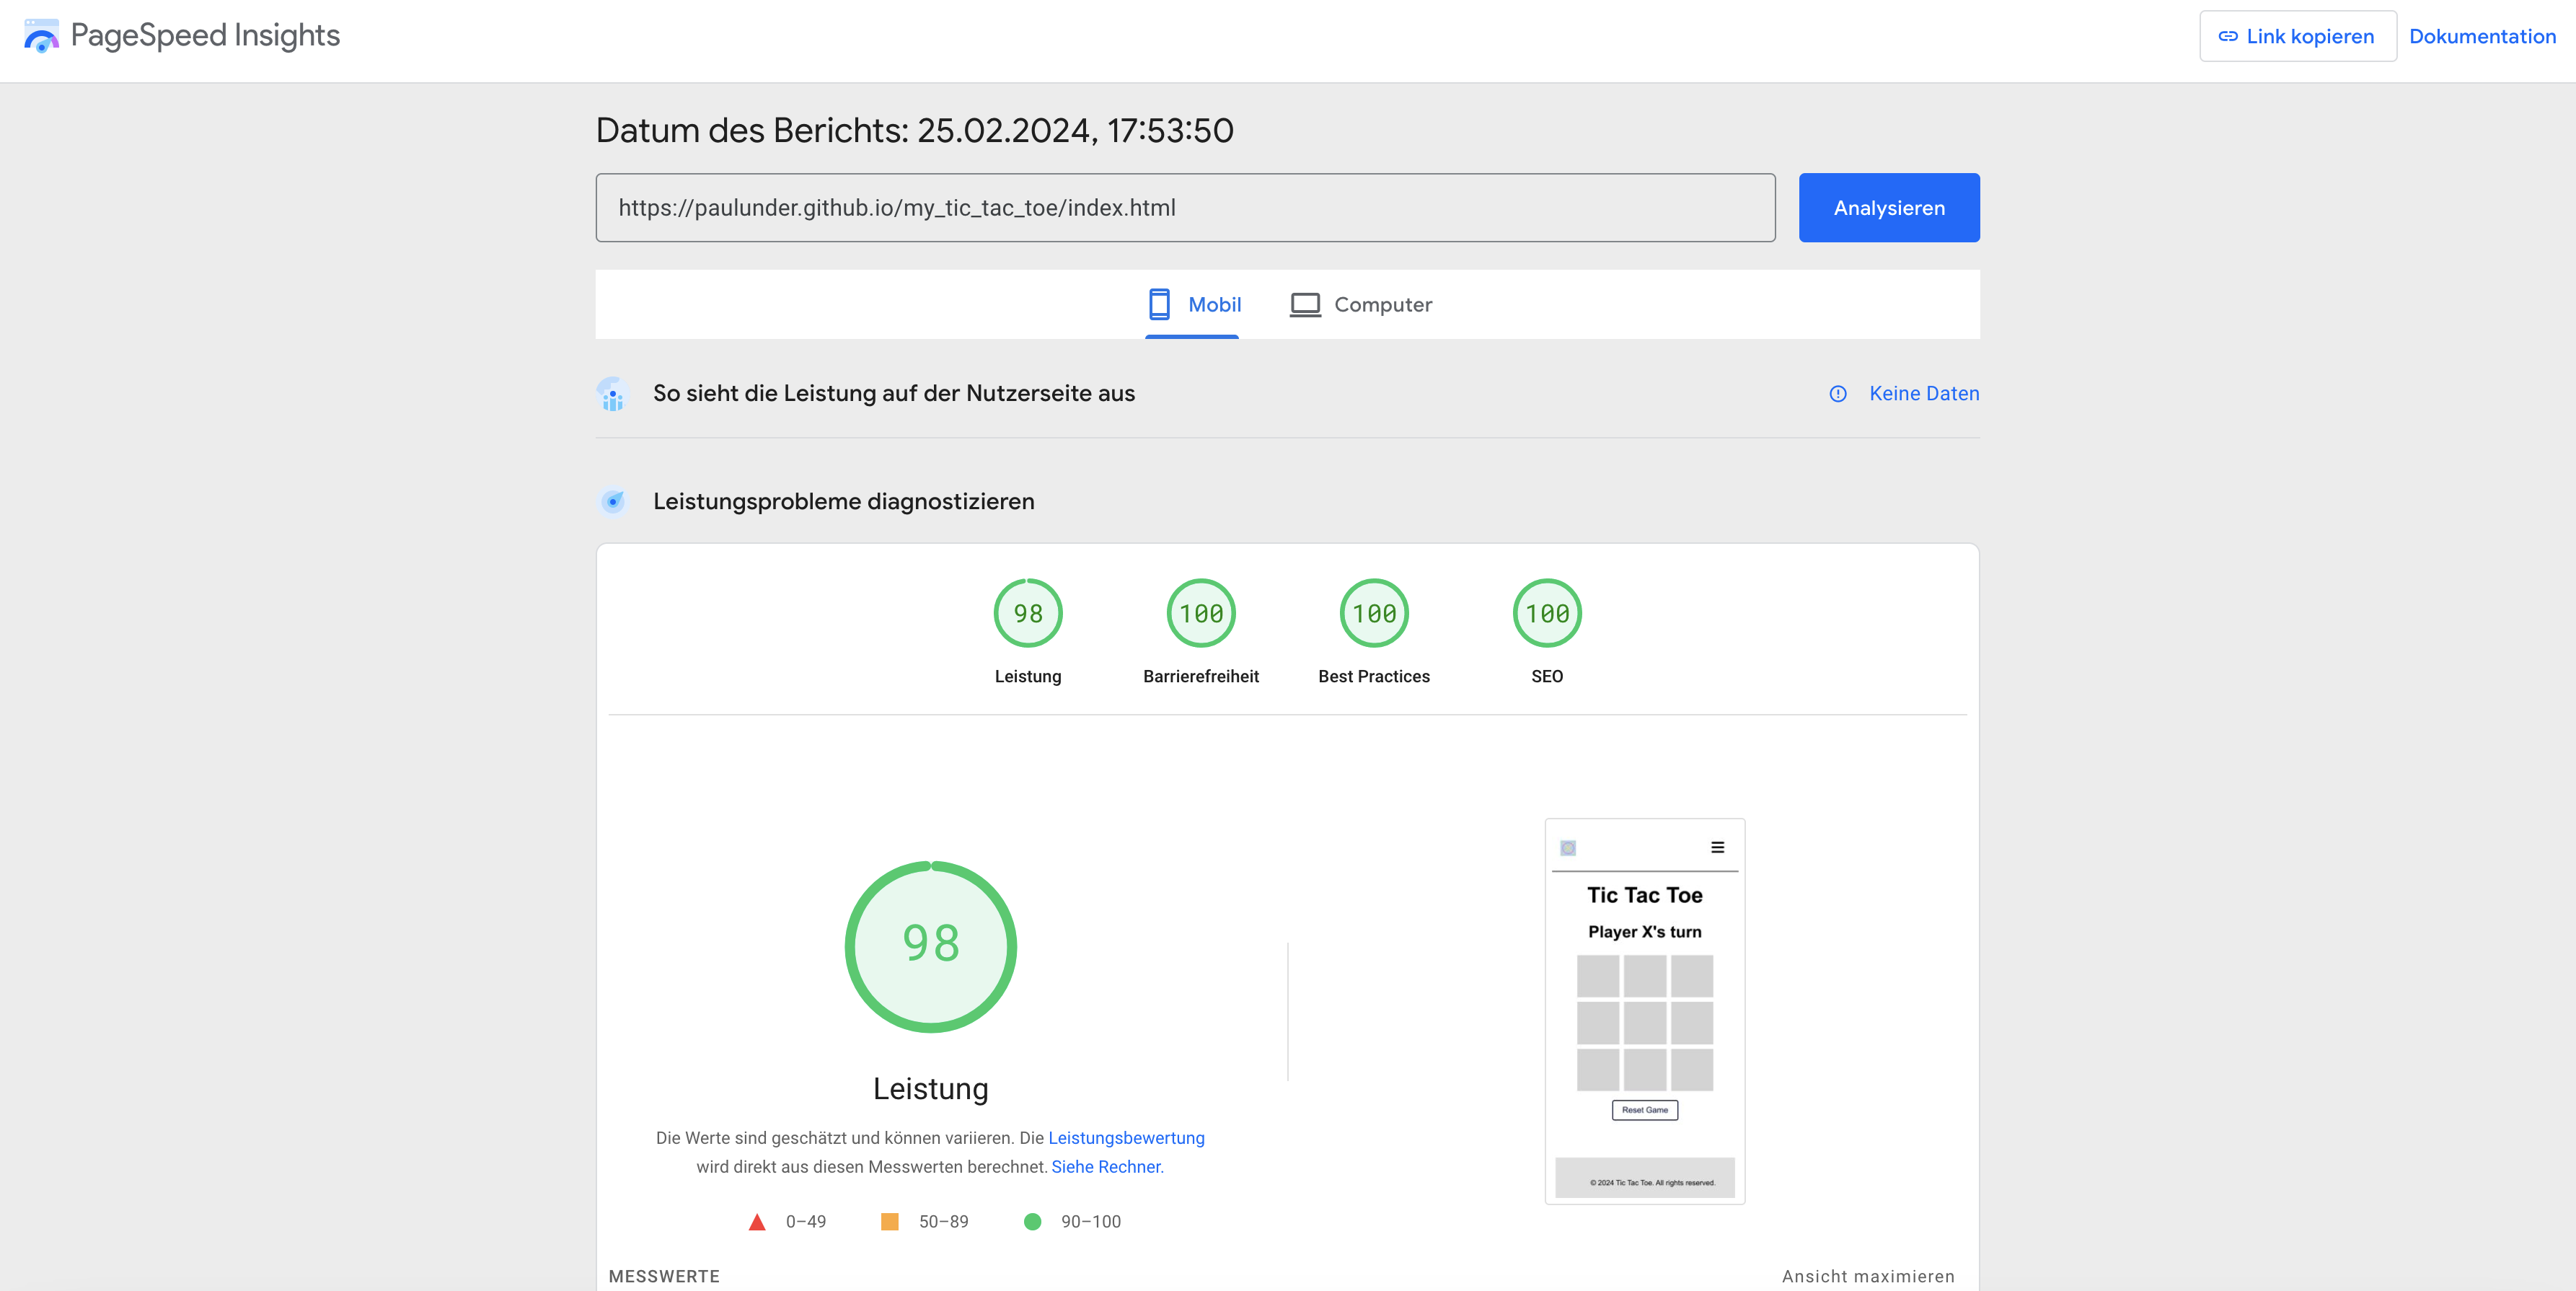 PageSpeed Insights
Link kopieren
Dokumentation
Datum des Berichts: 25.02.2024, 17:53:50
https://paulunder.github.io/my_tic_tac_toe/index.html
Analysieren
Mobil
Computer
So sieht die Leistung auf der Nutzerseite aus
Keine Daten
Leistungsprobleme diagnostizieren
98
100
100
100
Leistung
Barrierefreiheit
Best Practices
SEO
98
Leistung
Die Werte sind geschätzt und können variieren. Die Leistungsbewertung
wird direkt aus diesen Messwerten berechnet. Siehe Rechner.
0–49
50–89
90–100
Tic Tac Toe
Player X's turn
Reset Game
© 2024 Tic Tac Toe. All rights reserved.
MESSWERTE
Ansicht maximieren